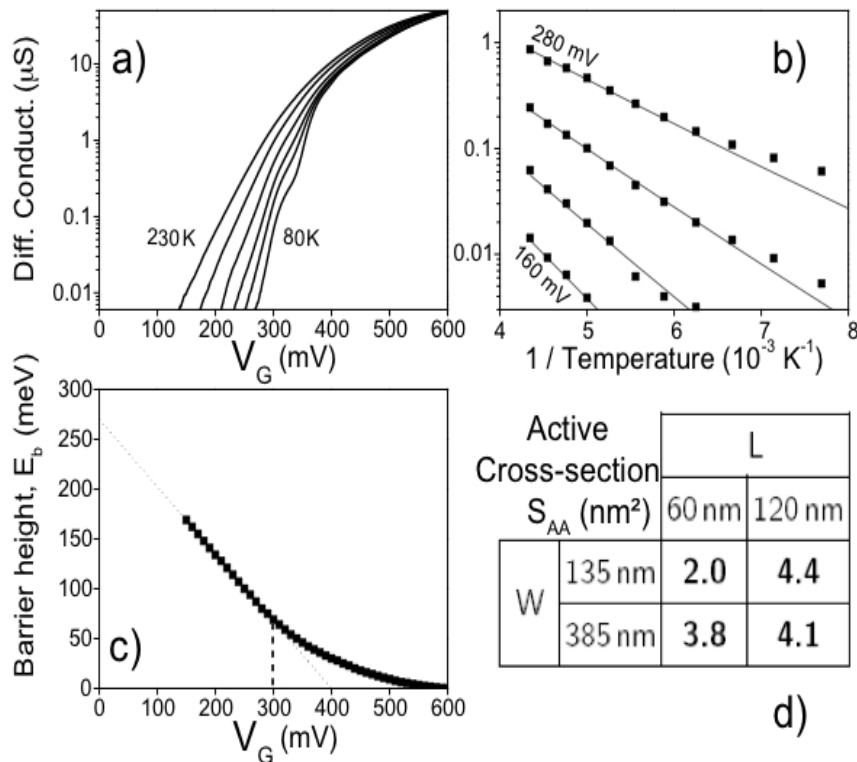 a)
Diff. Conduct. (µS)
10
1
0.1
0.01
230K
80K
0 100 200 300 400 500 600
V_G (mV)
b)
1
0.1
0.01
280 mV
160 mV
4 5 6 7 8
1 / Temperature (10⁻³ K⁻¹)
Barrier height, E_b (meV)
300
250
200
150
100
50
0
c)
0 100 200 300 400 500 600
V_G (mV)
Active
Cross-section
S_AA (nm²)
L
60 nm 120 nm
W
135 nm 2.0 4.4
385 nm 3.8 4.1
d)